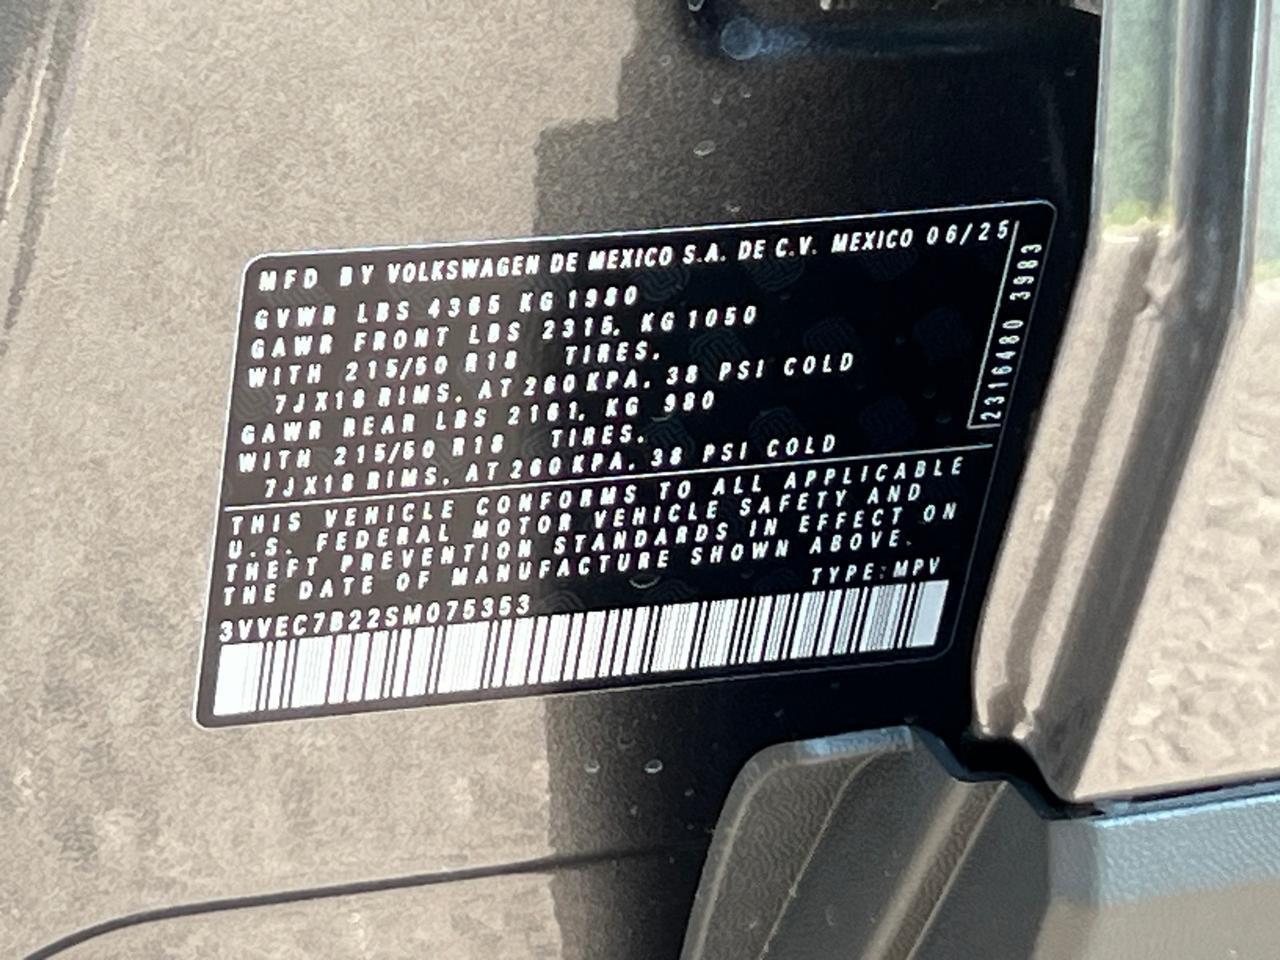 MFD BY VOLKSWAGEN DE MEXICO S.A. DE C.V. MEXICO 06/25
GVWR LBS 4365 KG 1980
GAWR FRONT LBS 2315. KG 1050
WITH 215/50 R18 TIRES.
7JX18 RIMS. AT 260 KPA. 38 PSI COLD
GAWR REAR LBS 2161. KG 980
WITH 215/50 R18 TIRES.
7JX18 RIMS. AT 260 KPA. 38 PSI COLD
2316480 3983
THIS VEHICLE CONFORMS TO ALL APPLICABLE
U.S. FEDERAL MOTOR VEHICLE SAFETY AND
THEFT PREVENTION STANDARDS IN EFFECT ON
THE DATE OF MANUFACTURE SHOWN ABOVE.
TYPE:MPV
3VVEC7B22SM075353